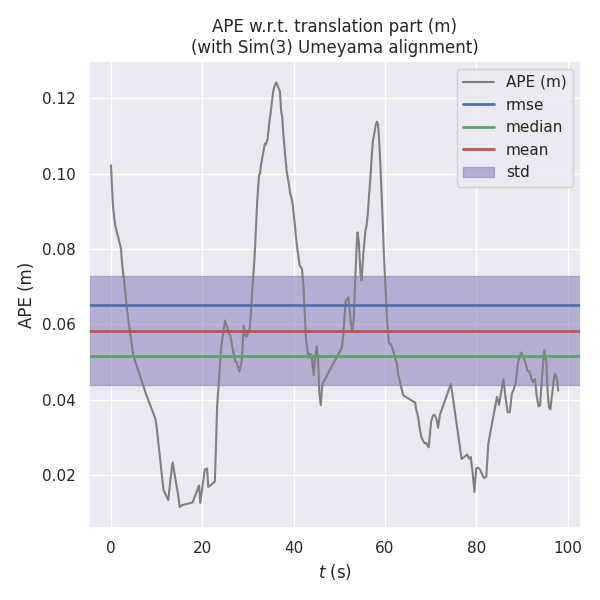 APE w.r.t. translation part (m)
(with Sim(3) Umeyama alignment)
APE (m)
rmse
median
mean
std
APE (m)
0.12
0.10
0.08
0.06
0.04
0.02
0 20 40 60 80 100
t (s)